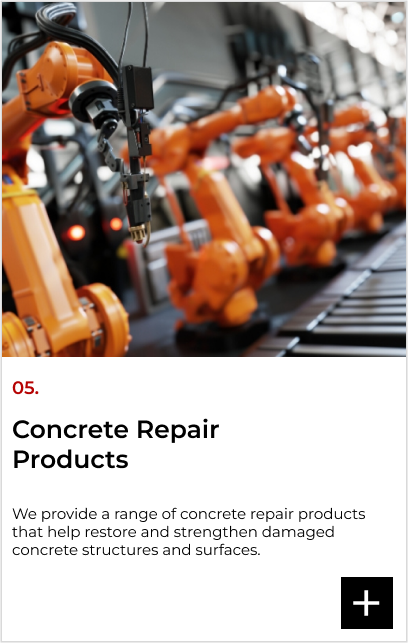 05.
Concrete Repair
Products
We provide a range of concrete repair products
that help restore and strengthen damaged
concrete structures and surfaces.